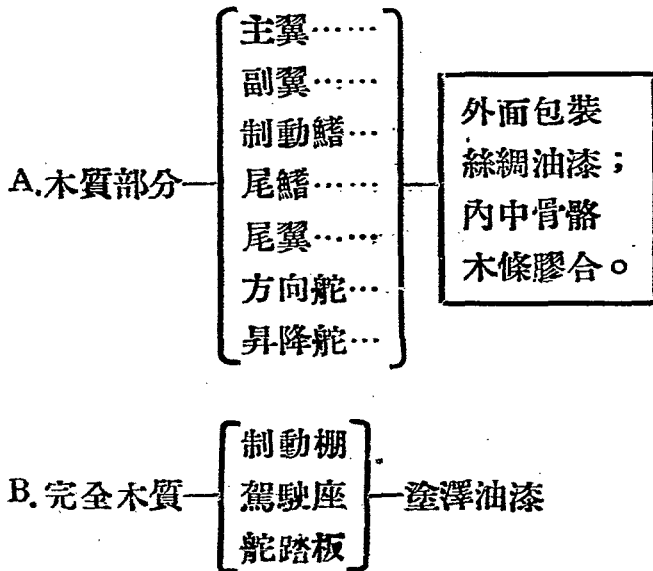 A.木質部分
主翼……
副翼……
制動鰭…
尾鰭……
尾翼……
方向舵…
昇降舵…
外面包裝
絲綢油漆；
內中骨骼
木條膠合。
B.完全木質
制動棚
駕駛座
舵踏板
塗澤油漆